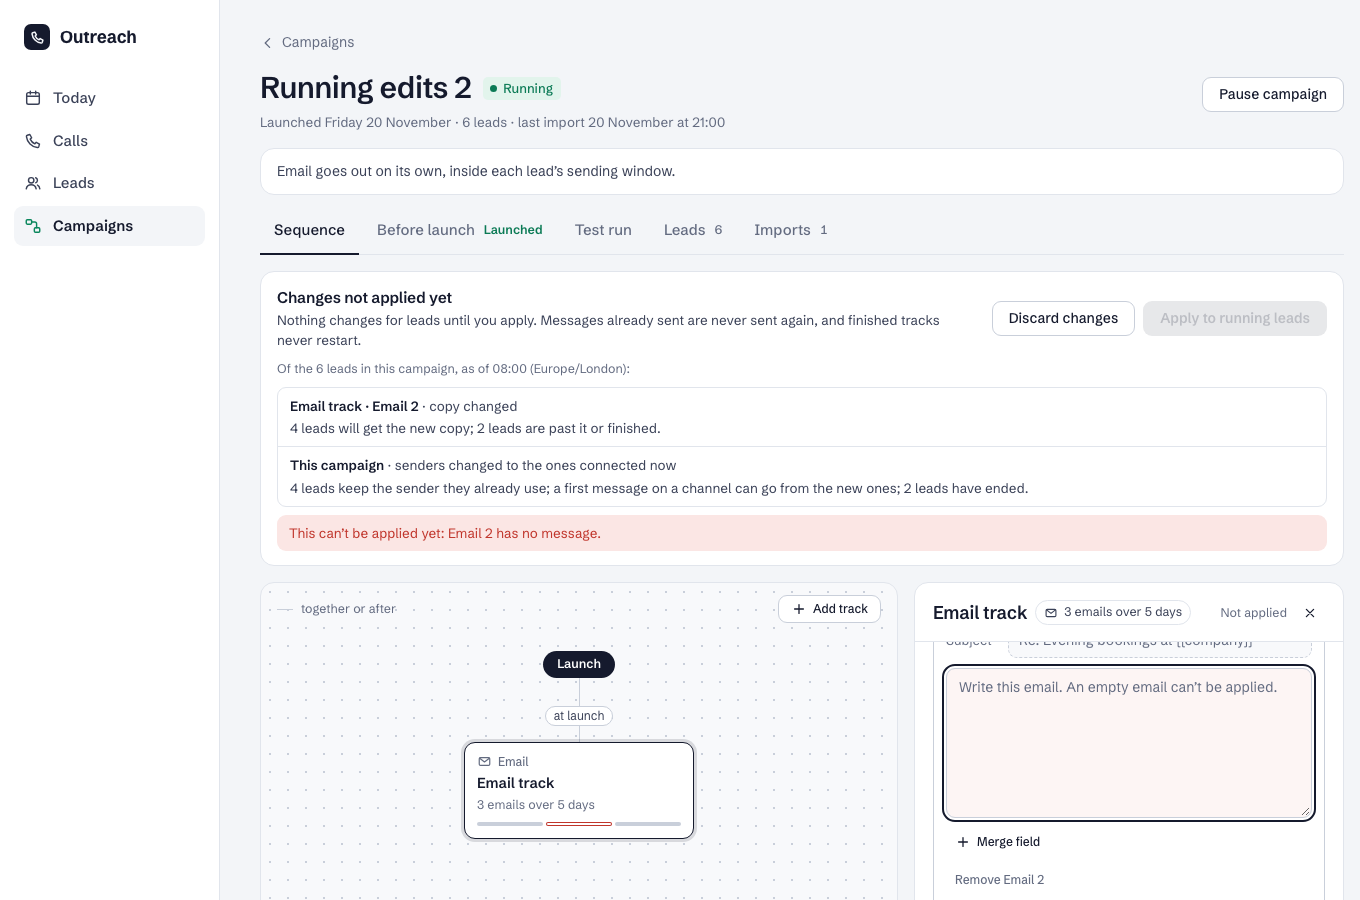 Outreach
Today
Calls
Leads
Campaigns
Campaigns
Running edits 2
Running
Pause campaign
Launched Friday 20 November · 6 leads · last import 20 November at 21:00
Email goes out on its own, inside each lead’s sending window.
Sequence
Before launch Launched
Test run
Leads 6
Imports 1
Changes not applied yet
Nothing changes for leads until you apply. Messages already sent are never sent again, and finished tracks
never restart.
Discard changes
Apply to running leads
Of the 6 leads in this campaign, as of 08:00 (Europe/London):
Email track · Email 2 · copy changed
4 leads will get the new copy; 2 leads are past it or finished.
This campaign · senders changed to the ones connected now
4 leads keep the sender they already use; a first message on a channel can go from the new ones; 2 leads have ended.
This can’t be applied yet: Email 2 has no message.
together or after
Add track
Launch
at launch
Email
Email track
3 emails over 5 days
Email track
3 emails over 5 days
Not applied
Subject
Re: Evening bookings at {{company}}
Write this email. An empty email can’t be applied.
Merge field
Remove Email 2